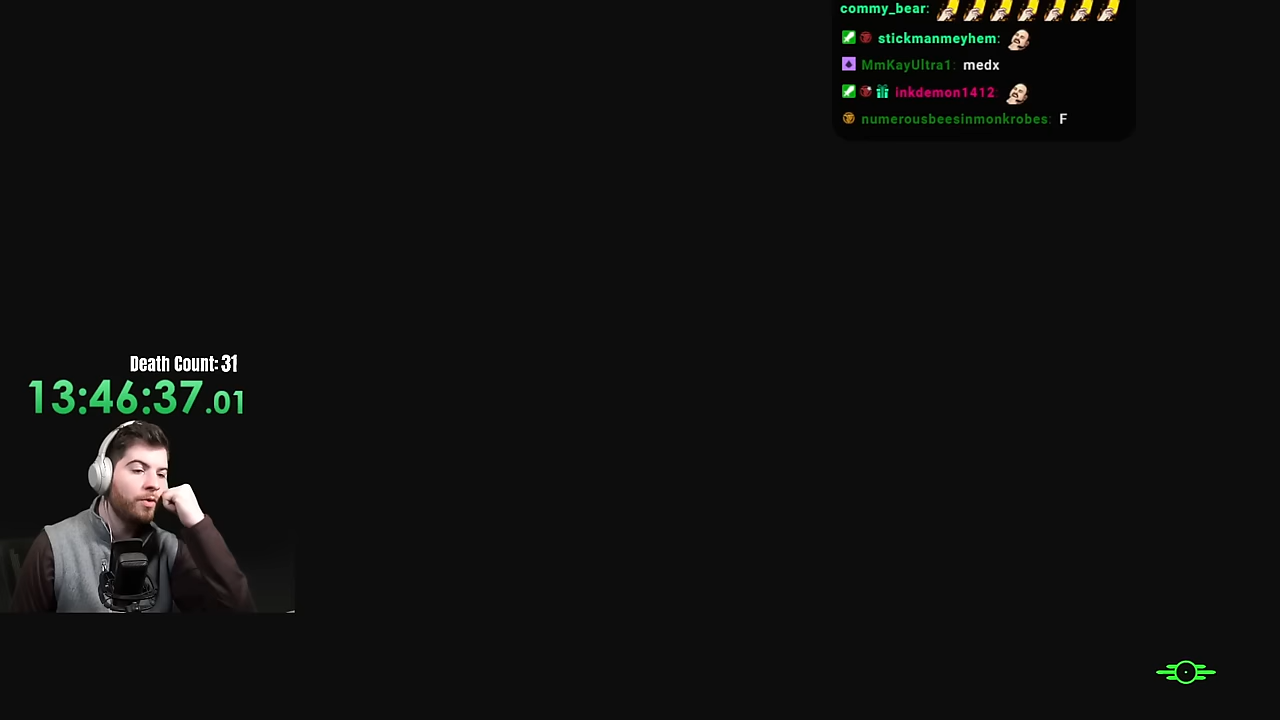 commy_bear:
stickmanmeyhem:
MmKayUltra1: medx
inkdemon1412:
numerousbeesinmonkrobes: F
Death Count: 31
13:46:37.01